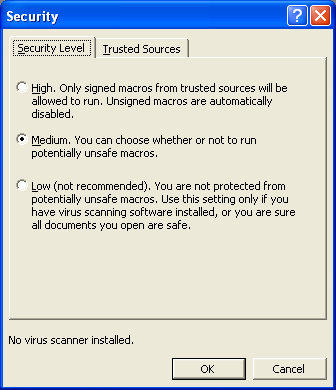 Security
Security Level
Trusted Sources
High. Only signed macros from trusted sources will be
allowed to run. Unsigned macros are automatically
disabled.
Medium. You can choose whether or not to run
potentially unsafe macros.
Low (not recommended). You are not protected from
potentially unsafe macros. Use this setting only if you
have virus scanning software installed, or you are sure
all documents you open are safe.
No virus scanner installed.
OK
Cancel